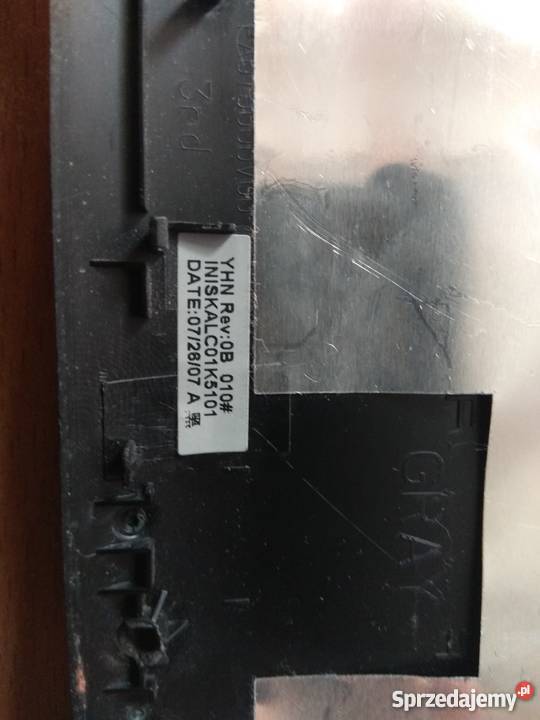 3rd
YHN Rev:0B 010#
INISKALC01K5101
DATE:07/26/07 A
GRAY
Sprzedajemy.pl